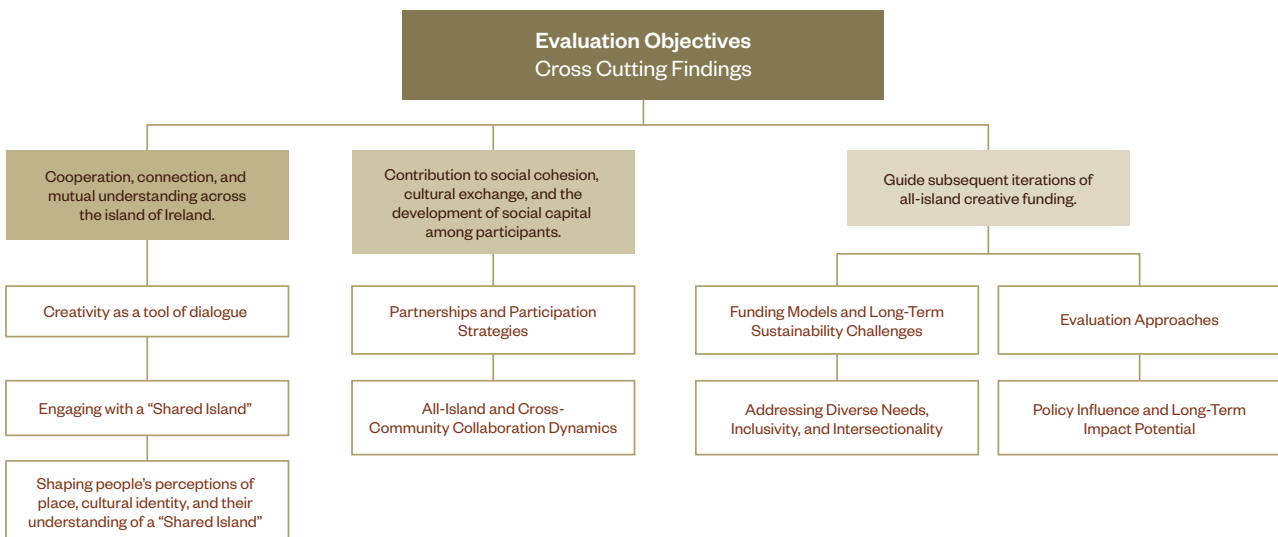 Evaluation Objectives
Cross Cutting Findings
Cooperation, connection, and
mutual understanding across
the island of Ireland.
Contribution to social cohesion,
cultural exchange, and the
development of social capital
among participants.
Guide subsequent iterations of
all-island creative funding.
Creativity as a tool of dialogue
Partnerships and Participation
Strategies
Funding Models and Long-Term
Sustainability Challenges
Evaluation Approaches
Engaging with a “Shared Island”
All-Island and Cross-
Community Collaboration Dynamics
Addressing Diverse Needs,
Inclusivity, and Intersectionality
Policy Influence and Long-Term
Impact Potential
Shaping people’s perceptions of
place, cultural identity, and their
understanding of a “Shared Island”